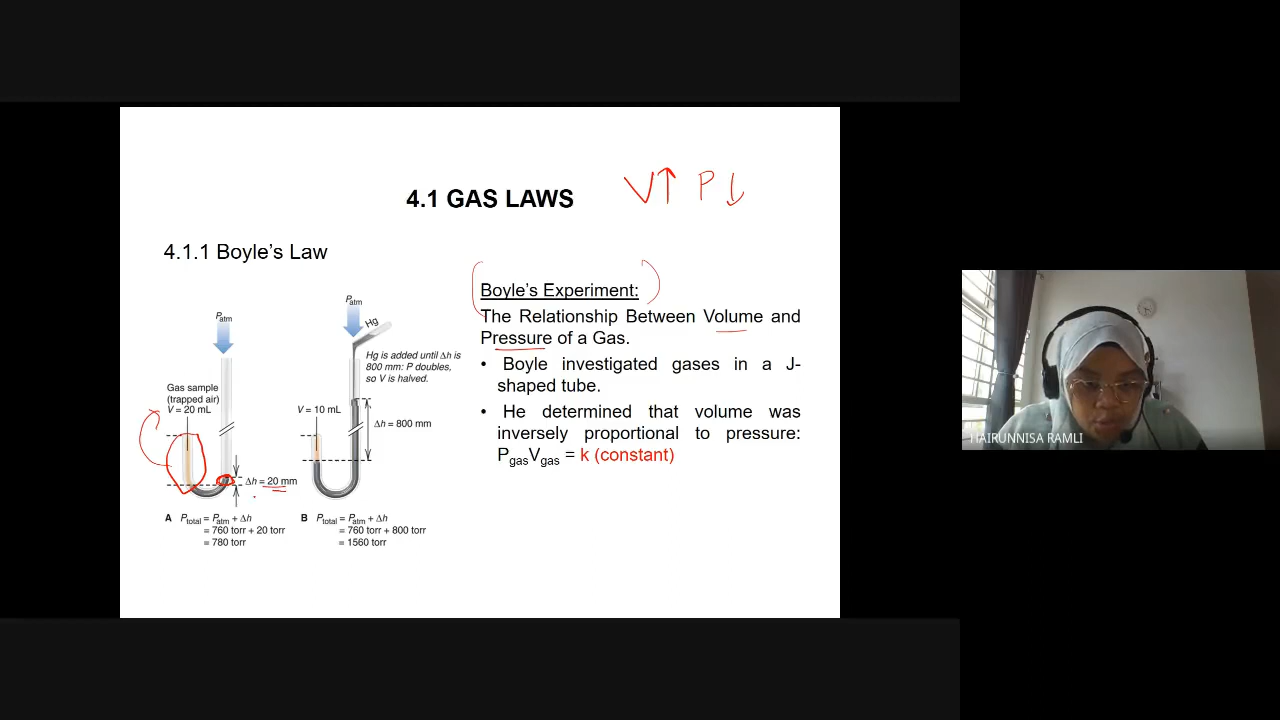 4.1 GAS LAWS
V↑ P↓
4.1.1 Boyle's Law
Boyle's Experiment:
The Relationship Between Volume and
Pressure of a Gas.
• Boyle investigated gases in a J-
shaped tube.
• He determined that volume was
inversely proportional to pressure:
PgasVgas = k (constant)
Patm
Gas sample
(trapped air)
V = 20 mL
Δh = 20 mm
A Ptotal = Patm + Δh
= 760 torr + 20 torr
= 780 torr
Patm
Hg
Hg is added until Δh is
800 mm: P doubles,
so V is halved.
V = 10 mL
Δh = 800 mm
B Ptotal = Patm + Δh
= 760 torr + 800 torr
= 1560 torr
HAIRUNNISA RAMLI